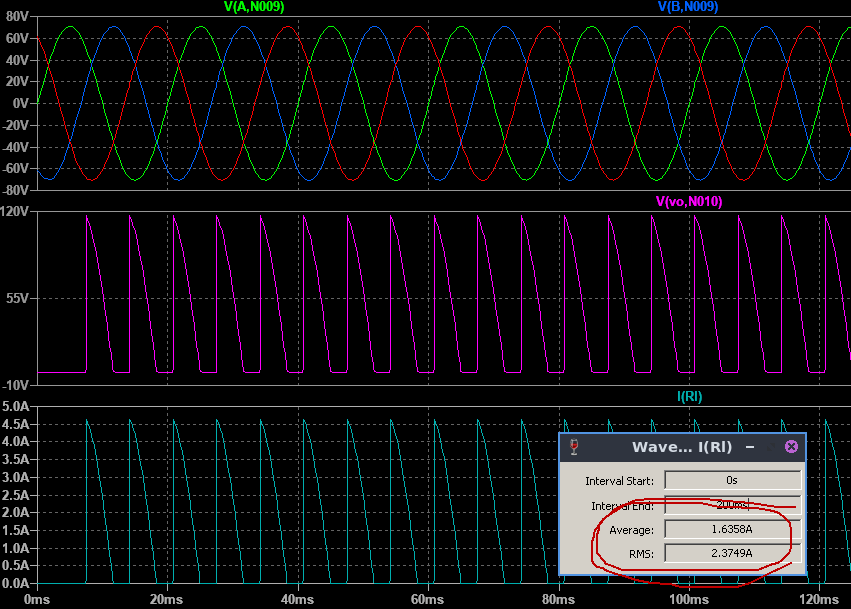 V(A,N009) V(B,N009)
80V
60V
40V
20V
0V
-20V
-40V
-60V
-80V
V(vo,N010)
120V
55V
-10V
I(Rl)
5.0A
4.5A
4.0A
3.5A
3.0A
2.5A
2.0A
1.5A
1.0A
0.5A
0.0A
Wave... I(Rl)
Interval Start: 0s
Interval End: 200ms
Average: 1.6358A
RMS: 2.3749A
0ms 20ms 40ms 60ms 80ms 100ms 120ms